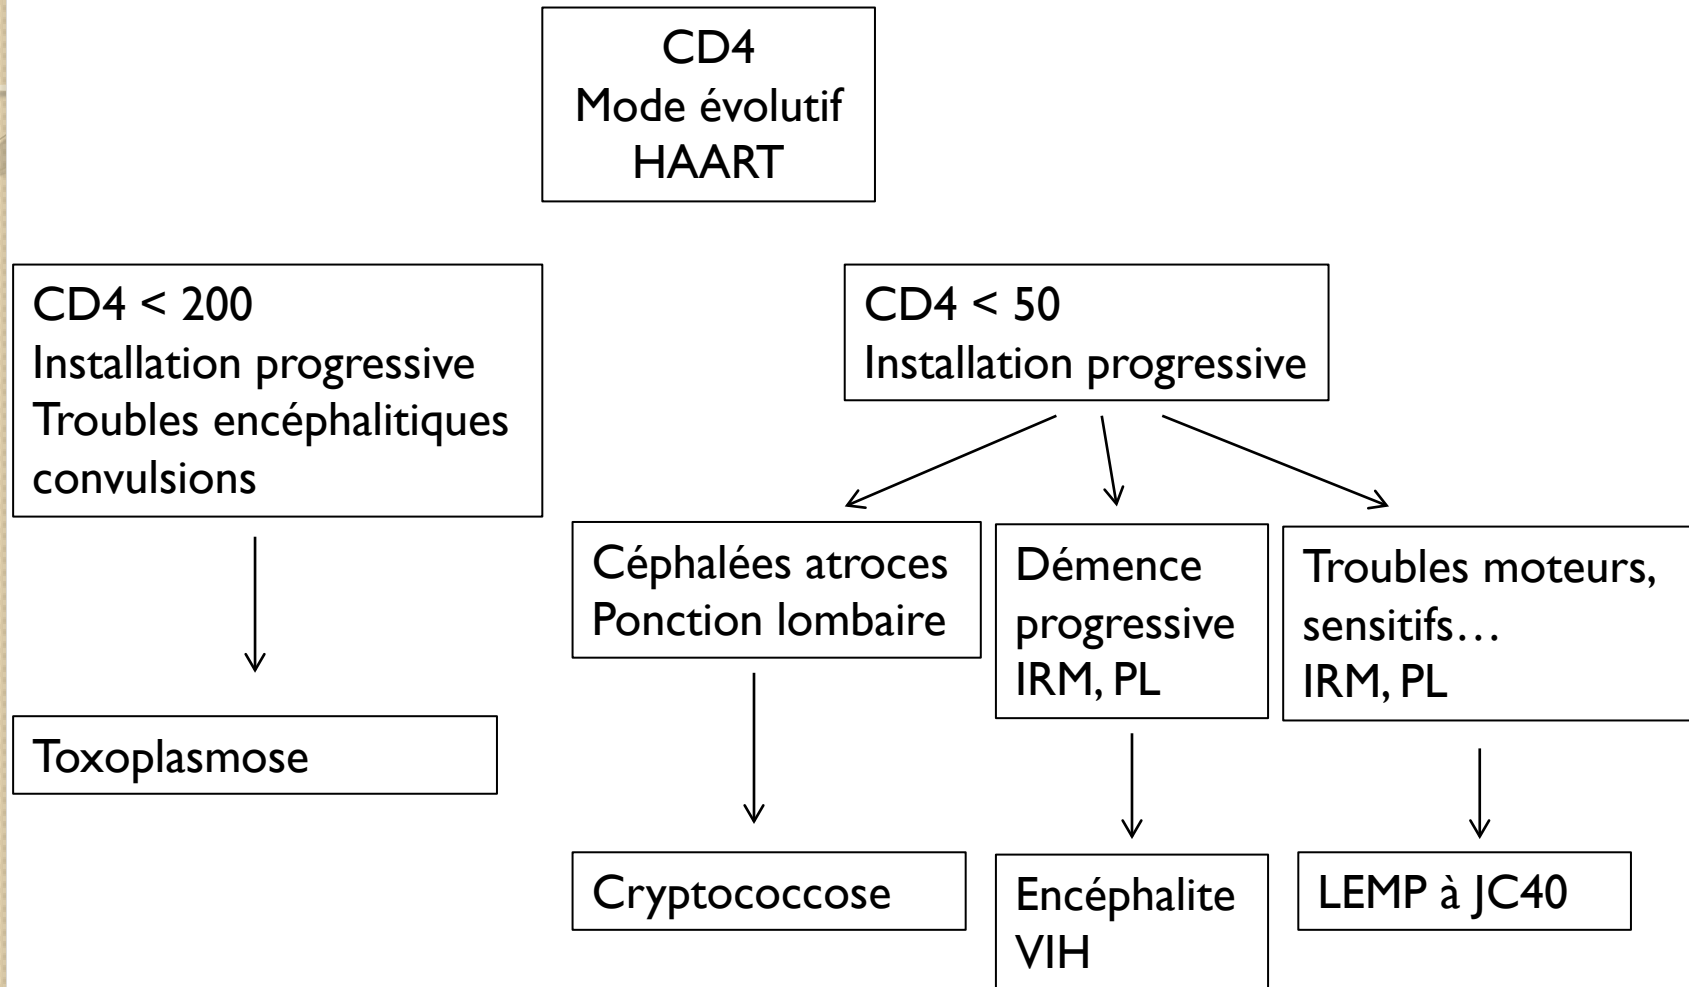 CD4
Mode évolutif
HAART
CD4 < 200
Installation progressive
Troubles encéphalitiques
convulsions
CD4 < 50
Installation progressive
Céphalées atroces
Ponction lombaire
Démence
progressive
IRM, PL
Troubles moteurs,
sensitifs…
IRM, PL
Toxoplasmose
Cryptococcose
Encéphalite
VIH
LEMP à JC40